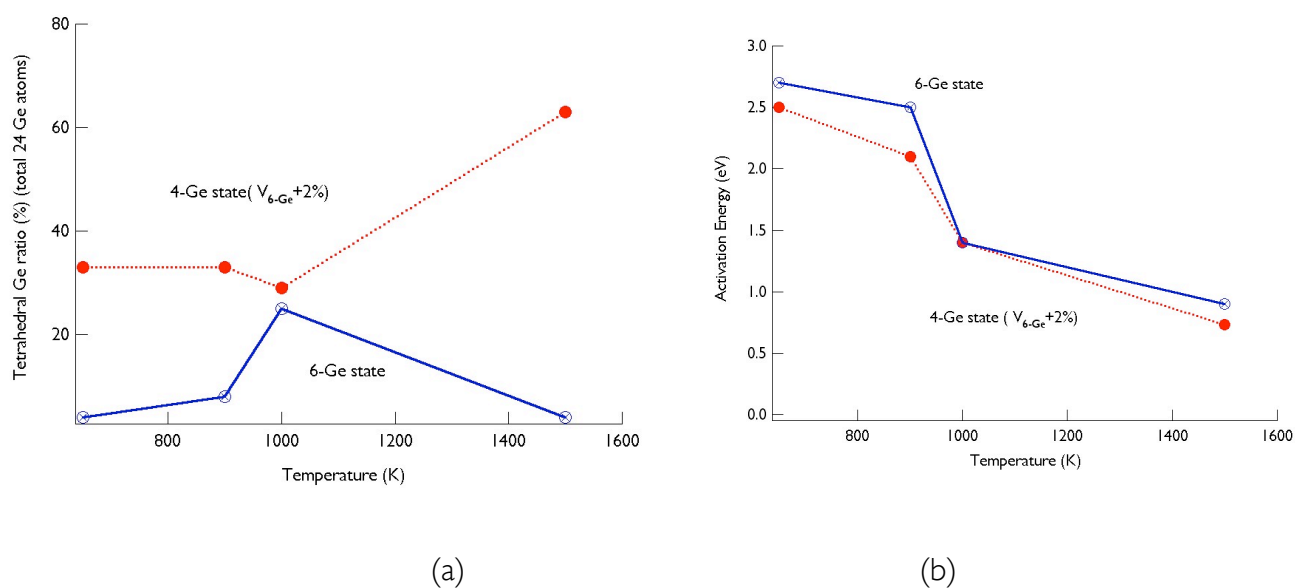 Tetrahedral Ge ratio (%) (total 24 Ge atoms)
80
60
40
20
4-Ge state( V6-Ge+2%)
6-Ge state
800 1000 1200 1400 1600
Temperature (K)
(a)
Activation Energy (eV)
3.0
2.5
2.0
1.5
1.0
0.5
0.0
6-Ge state
4-Ge state ( V6-Ge+2%)
800 1000 1200 1400 1600
Temperature (K)
(b)